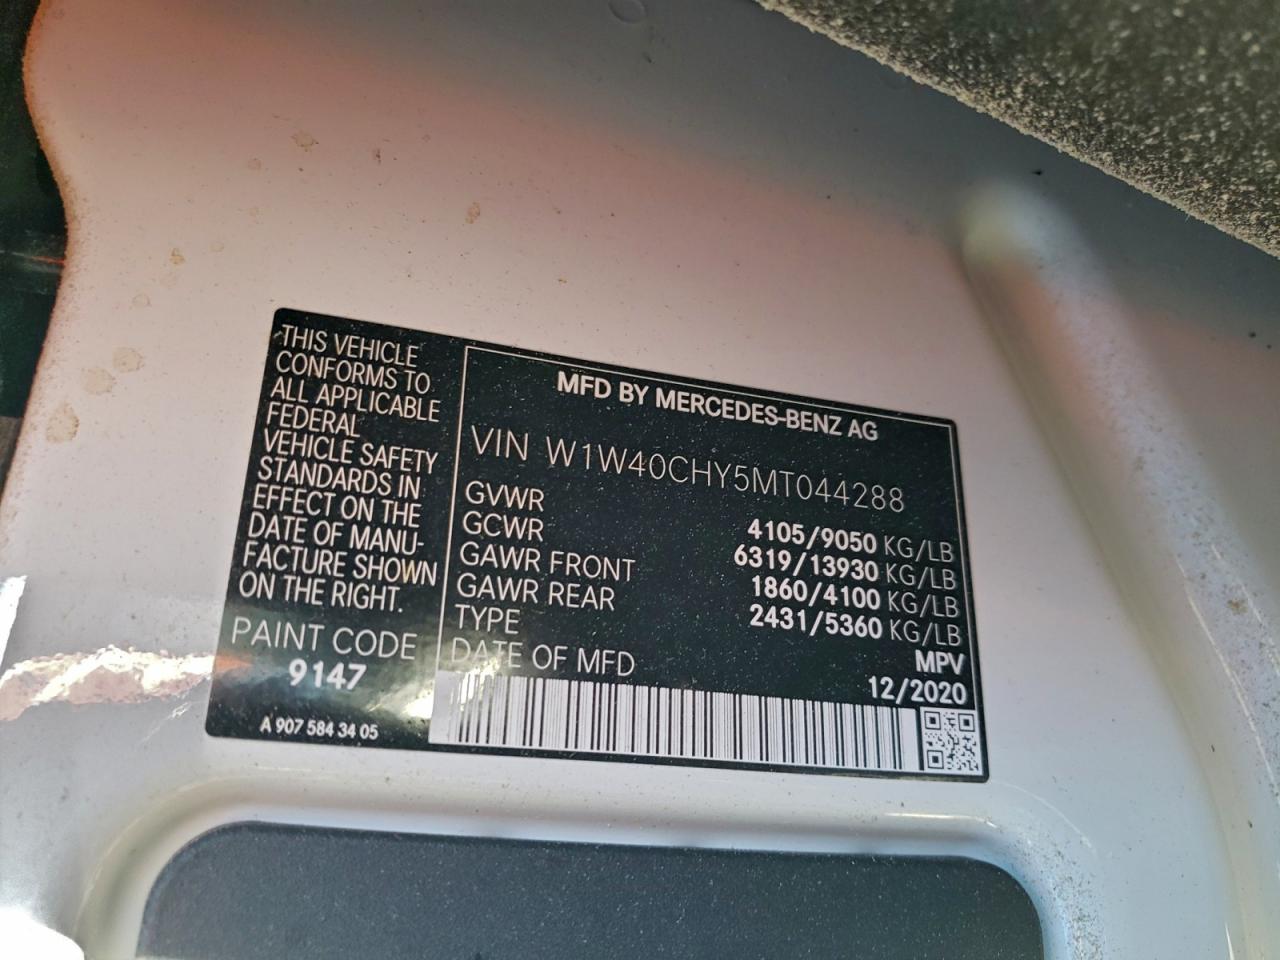 THIS VEHICLE
CONFORMS TO
ALL APPLICABLE
FEDERAL
VEHICLE SAFETY
STANDARDS IN
EFFECT ON THE
DATE OF MANU-
FACTURE SHOWN
ON THE RIGHT.
PAINT CODE
9147
A 907 584 34 05
MFD BY MERCEDES-BENZ AG
VIN W1W40CHY5MT044288
GVWR 4105/9050 KG/LB
GCWR 6319/13930 KG/LB
GAWR FRONT 1860/4100 KG/LB
GAWR REAR 2431/5360 KG/LB
TYPE MPV
DATE OF MFD 12/2020